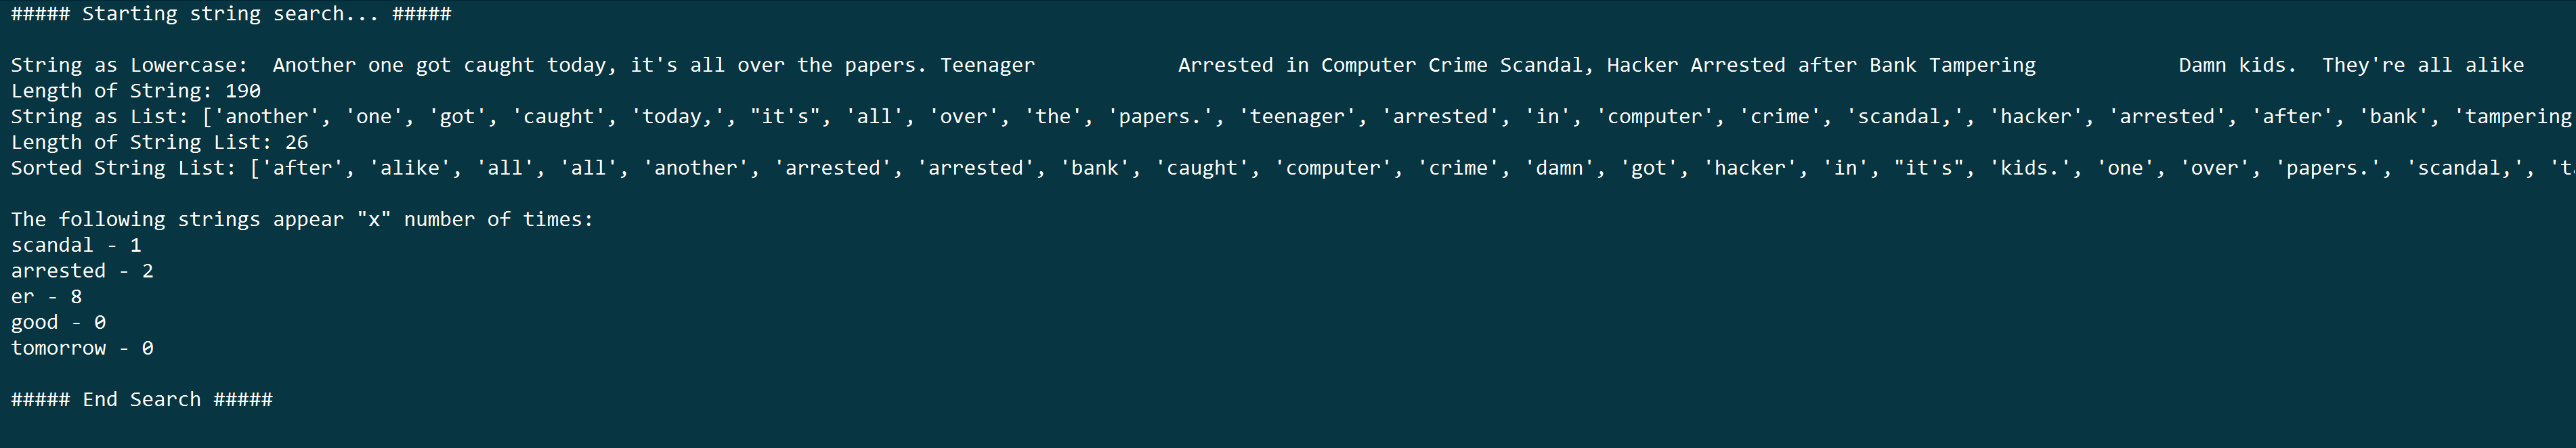 ##### Starting string search... #####
String as Lowercase:  Another one got caught today, it's all over the papers. Teenager            Arrested in Computer Crime Scandal, Hacker Arrested after Bank Tampering            Damn kids.  They're all alike
Length of String: 190
String as List: ['another', 'one', 'got', 'caught', 'today,', "it's", 'all', 'over', 'the', 'papers.', 'teenager', 'arrested', 'in', 'computer', 'crime', 'scandal,', 'hacker', 'arrested', 'after', 'bank', 'tampering
Length of String List: 26
Sorted String List: ['after', 'alike', 'all', 'all', 'another', 'arrested', 'arrested', 'bank', 'caught', 'computer', 'crime', 'damn', 'got', 'hacker', 'in', "it's", 'kids.', 'one', 'over', 'papers.', 'scandal,',
The following strings appear "x" number of times:
scandal - 1
arrested - 2
er - 8
good - 0
tomorrow - 0
##### End Search #####